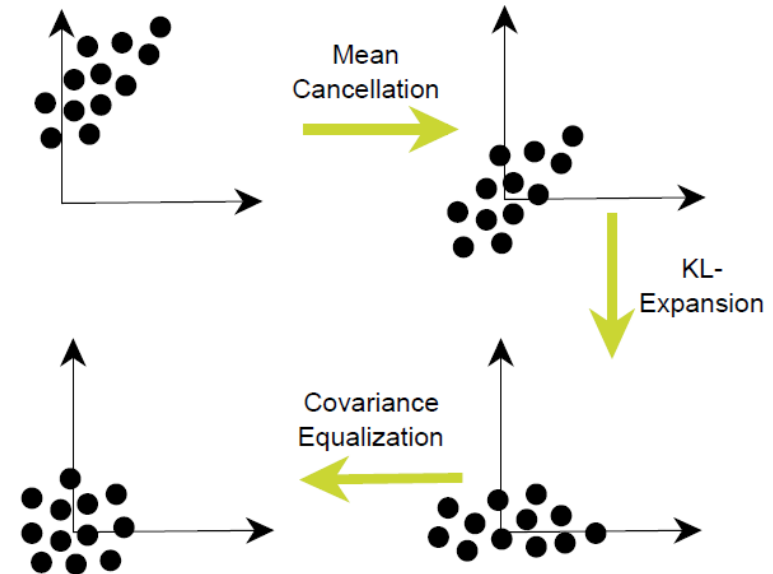 Mean
Cancellation
KL-
Expansion
Covariance
Equalization